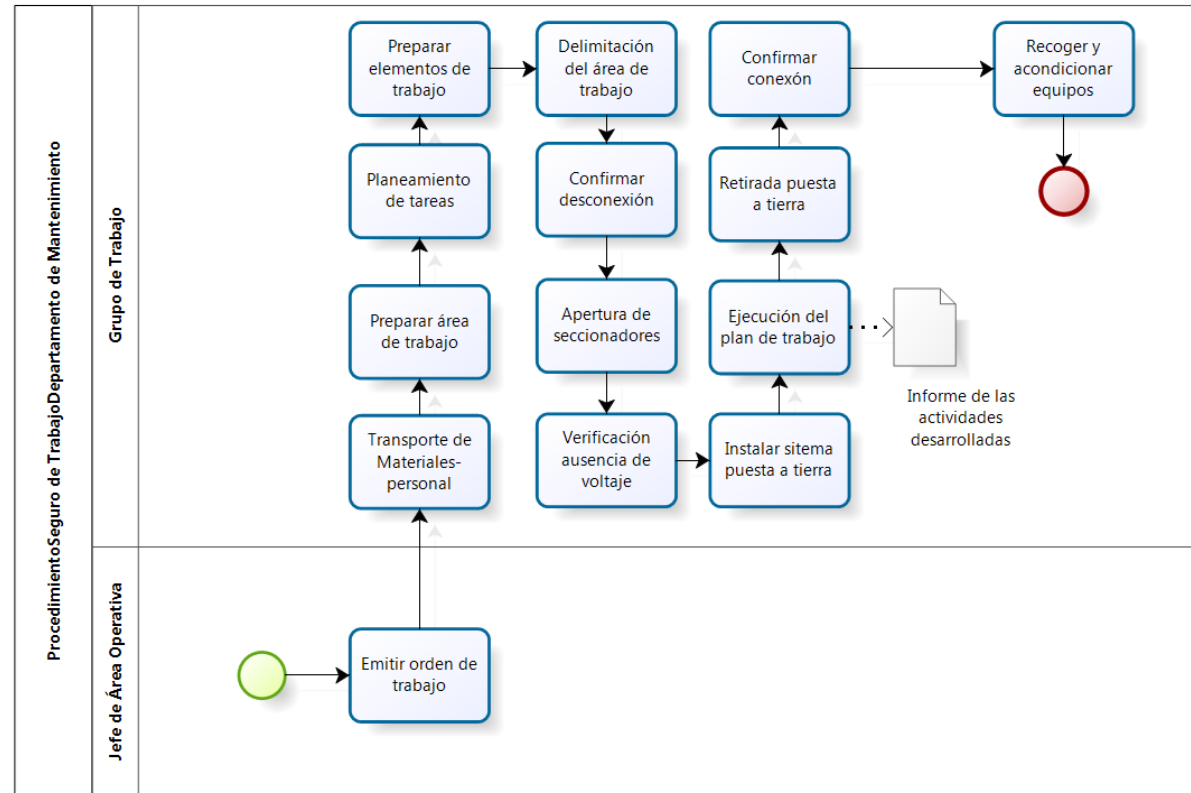 ProcedimientoSeguro de TrabajoDepartamento de Mantenimiento
Grupo de Trabajo
Preparar
elementos de
trabajo
Delimitación
del área de
trabajo
Confirmar
conexón
Recoger y
acondicionar
equipos
Planeamiento
de tareas
Confirmar
desconexión
Retirada puesta
a tierra
Preparar área
de trabajo
Apertura de
seccionadores
Ejecución del
plan de trabajo
Informe de las
actividades
desarrolladas
Transporte de
Materiales-
personal
Verificación
ausencia de
voltaje
Instalar sitema
puesta a tierra
Jefe de Área Operativa
Emitir orden de
trabajo